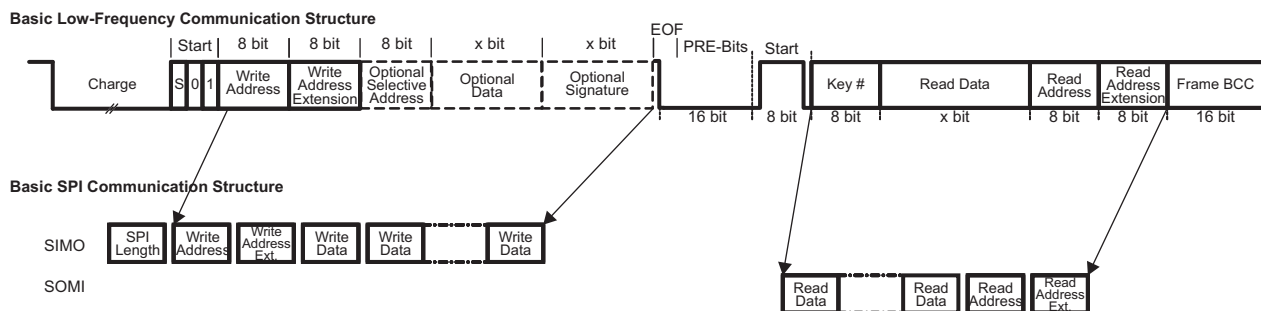 Basic Low-Frequency Communication Structure
EOF
Start 8 bit 8 bit 8 bit x bit x bit PRE-Bits Start
Charge S 0 1 Write Address Write Address Extension Optional Selective Address Optional Data Optional Signature Key # Read Data Read Address Read Address Extension Frame BCC
16 bit 8 bit 8 bit x bit 8 bit 8 bit 16 bit
Basic SPI Communication Structure
SIMO SPI Length Write Address Write Address Ext. Write Data Write Data Write Data
SOMI Read Data Read Data Read Address Read Address Ext.